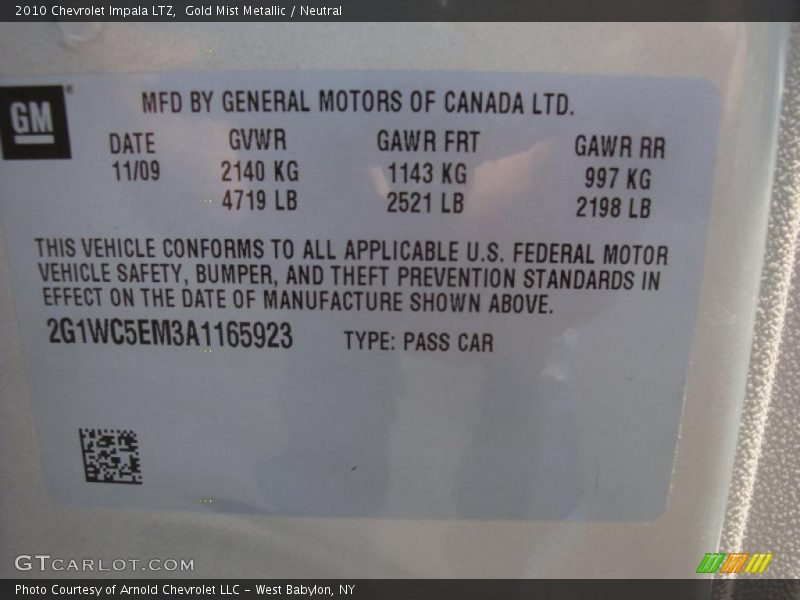 2010 Chevrolet Impala LTZ,  Gold Mist Metallic / Neutral
GM
MFD BY GENERAL MOTORS OF CANADA LTD.
DATE GVWR GAWR FRT GAWR RR
11/09 2140 KG 1143 KG 997 KG
4719 LB 2521 LB 2198 LB
THIS VEHICLE CONFORMS TO ALL APPLICABLE U.S. FEDERAL MOTOR
VEHICLE SAFETY, BUMPER, AND THEFT PREVENTION STANDARDS IN
EFFECT ON THE DATE OF MANUFACTURE SHOWN ABOVE.
2G1WC5EM3A1165923 TYPE: PASS CAR
GTCARLOT.COM
Photo Courtesy of Arnold Chevrolet LLC - West Babylon, NY